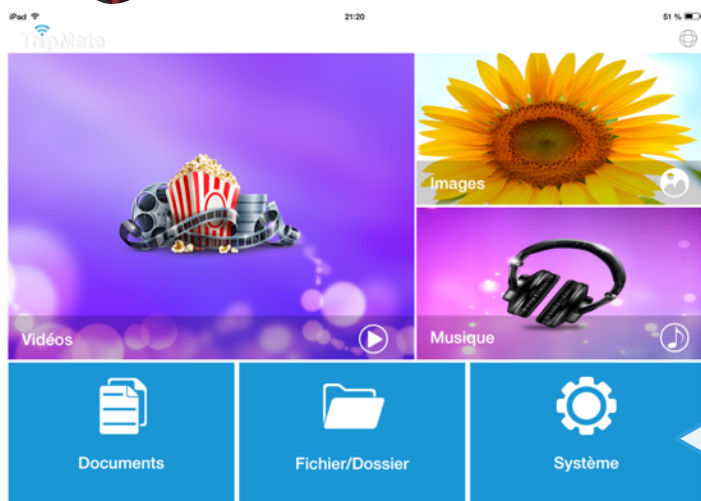 iPad 21:20 51 %
TripMate
Images
Vidéos
Musique
Documents Fichier/Dossier Système